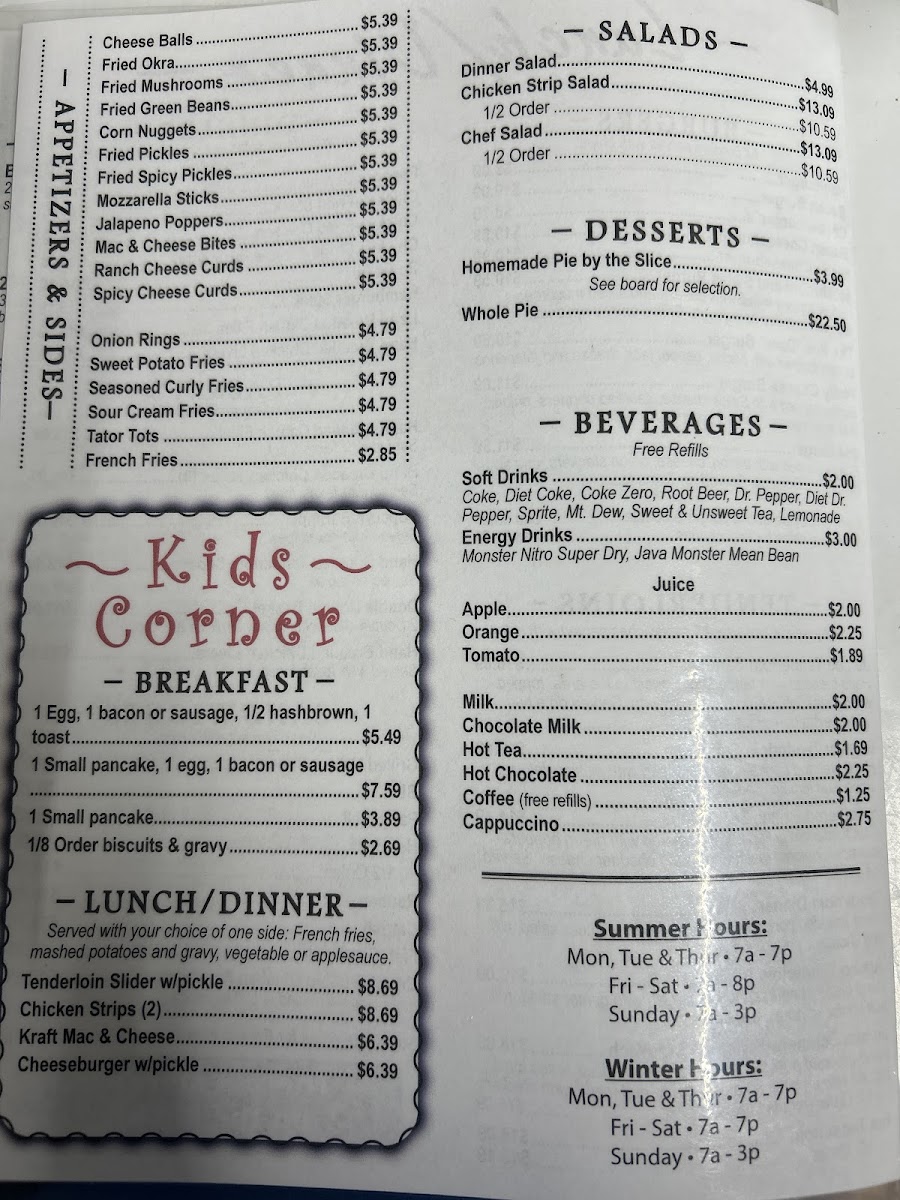 — APPETIZERS & SIDES—
Cheese Balls $5.39
Fried Okra $5.39
Fried Mushrooms $5.39
Fried Green Beans $5.39
Corn Nuggets $5.39
Fried Pickles $5.39
Fried Spicy Pickles $5.39
Mozzarella Sticks $5.39
Jalapeno Poppers $5.39
Mac & Cheese Bites $5.39
Ranch Cheese Curds $5.39
Spicy Cheese Curds $5.39
Onion Rings $4.79
Sweet Potato Fries $4.79
Seasoned Curly Fries $4.79
Sour Cream Fries $4.79
Tator Tots $4.79
French Fries $2.85
~ Kids ~
Corner
— BREAKFAST —
1 Egg, 1 bacon or sausage, 1/2 hashbrown, 1
toast $5.49
1 Small pancake, 1 egg, 1 bacon or sausage
$7.59
1 Small pancake $3.89
1/8 Order biscuits & gravy $2.69
— LUNCH/DINNER —
Served with your choice of one side: French fries,
mashed potatoes and gravy, vegetable or applesauce.
Tenderloin Slider w/pickle $8.69
Chicken Strips (2) $8.69
Kraft Mac & Cheese $6.39
Cheeseburger w/pickle $6.39
— SALADS —
Dinner Salad $4.99
Chicken Strip Salad $13.09
1/2 Order $10.59
Chef Salad $13.09
1/2 Order $10.59
— DESSERTS —
Homemade Pie by the Slice $3.99
See board for selection.
Whole Pie $22.50
— BEVERAGES —
Free Refills
Soft Drinks $2.00
Coke, Diet Coke, Coke Zero, Root Beer, Dr. Pepper, Diet Dr.
Pepper, Sprite, Mt. Dew, Sweet & Unsweet Tea, Lemonade
Energy Drinks $3.00
Monster Nitro Super Dry, Java Monster Mean Bean
Juice
Apple $2.00
Orange $2.25
Tomato $1.89
Milk $2.00
Chocolate Milk $2.00
Hot Tea $1.69
Hot Chocolate $2.25
Coffee (free refills) $1.25
Cappuccino $2.75
Summer Hours:
Mon, Tue & Thur • 7a - 7p
Fri - Sat • 7a - 8p
Sunday • 7a - 3p
Winter Hours:
Mon, Tue & Thur • 7a - 7p
Fri - Sat • 7a - 7p
Sunday • 7a - 3p